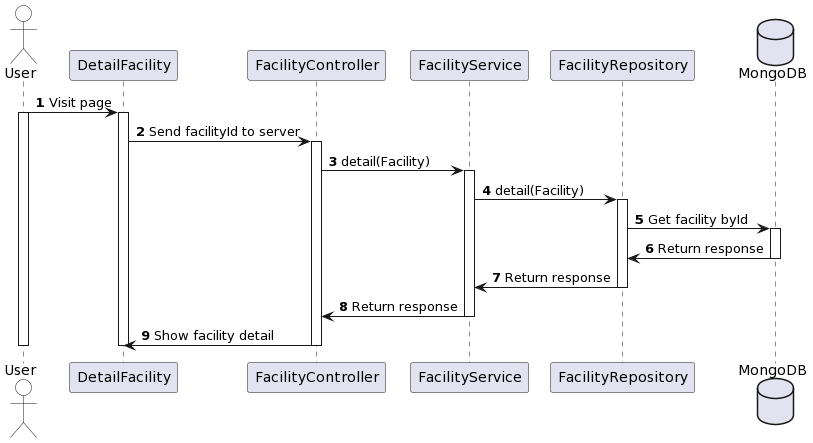 User
DetailFacility
FacilityController
FacilityService
FacilityRepository
MongoDB
1 Visit page
2 Send facilityId to server
3 detail(Facility)
4 detail(Facility)
5 Get facility byId
6 Return response
7 Return response
8 Return response
9 Show facility detail
User
DetailFacility
FacilityController
FacilityService
FacilityRepository
MongoDB